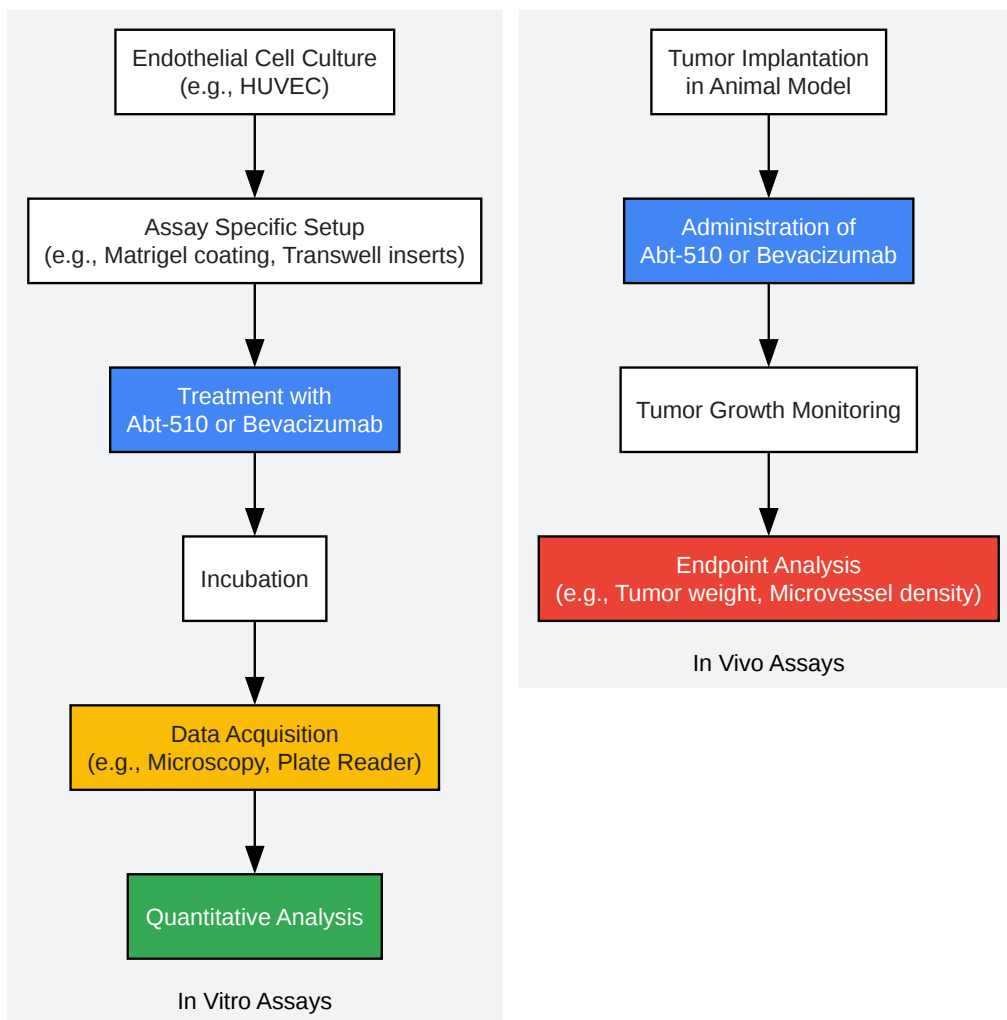 Endothelial Cell Culture
(e.g., HUVEC)
Assay Specific Setup
(e.g., Matrigel coating, Transwell inserts)
Treatment with
Abt-510 or Bevacizumab
Incubation
Data Acquisition
(e.g., Microscopy, Plate Reader)
Quantitative Analysis
In Vitro Assays
Tumor Implantation
in Animal Model
Administration of
Abt-510 or Bevacizumab
Tumor Growth Monitoring
Endpoint Analysis
(e.g., Tumor weight, Microvessel density)
In Vivo Assays